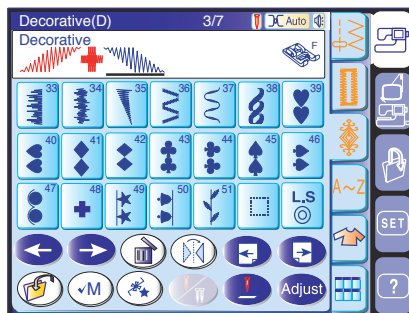 Decorative(D) 3/7 Auto
Decorative F
33 34 35 36 37 38 39
40 41 42 43 44 45 46
47 48 49 50 51 L.S
A~Z
SET
✓M Adjust
?